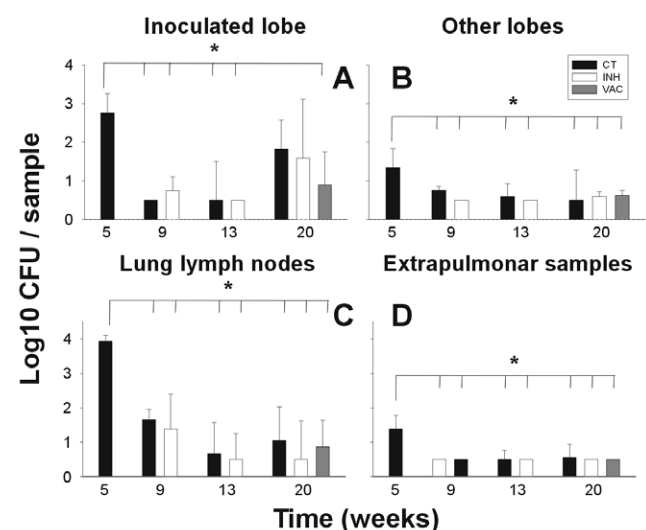 Inoculated lobe
Other lobes
*
A
B
*
CT
INH
VAC
4
3
2
1
0
5 9 13 20
5 9 13 20
Lung lymph nodes
Extrapulmonar samples
*
C
D
*
4
3
2
1
0
5 9 13 20
5 9 13 20
Log10 CFU / sample
Time (weeks)